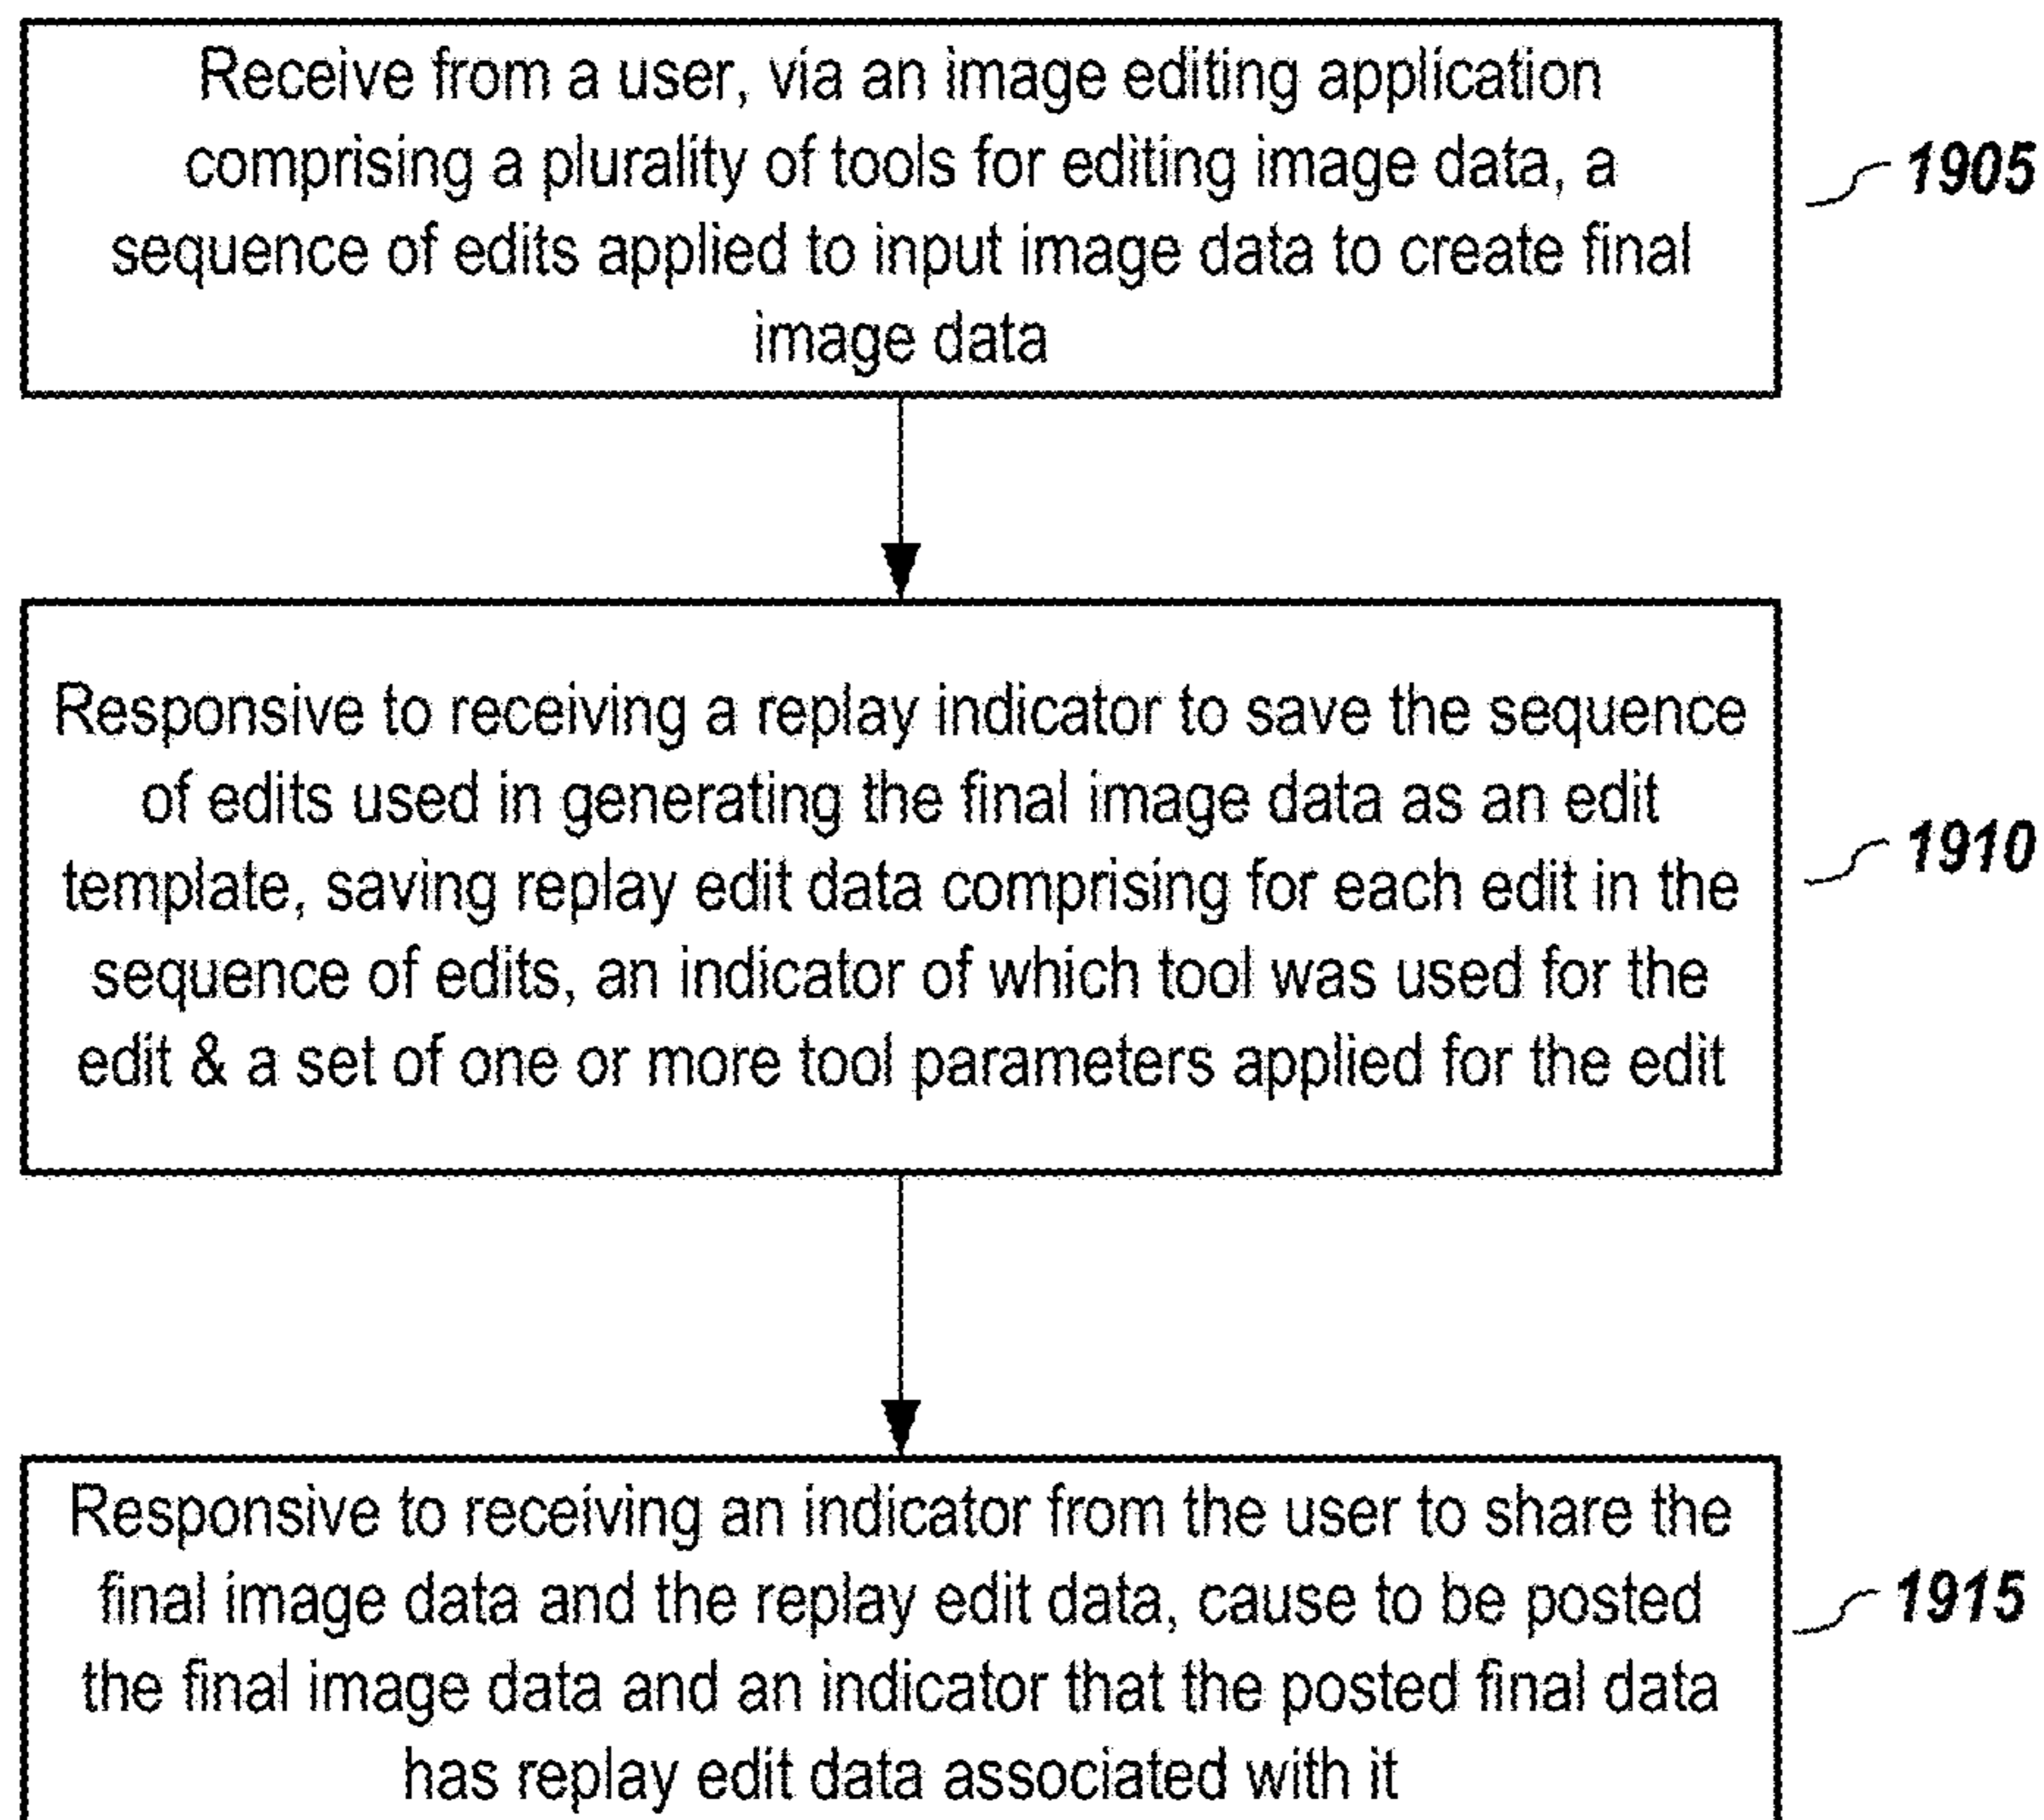 Receive from a user, via an image editing application
comprising a plurality of tools for editing image data, a
sequence of edits applied to input image data to create final
image data
1905
Responsive to receiving a replay indicator to save the sequence
of edits used in generating the final image data as an edit
template, saving replay edit data comprising for each edit in the
sequence of edits, an indicator of which tool was used for the
edit & a set of one or more tool parameters applied for the edit
1910
Responsive to receiving an indicator from the user to share the
final image data and the replay edit data, cause to be posted
the final image data and an indicator that the posted final data
has replay edit data associated with it
1915